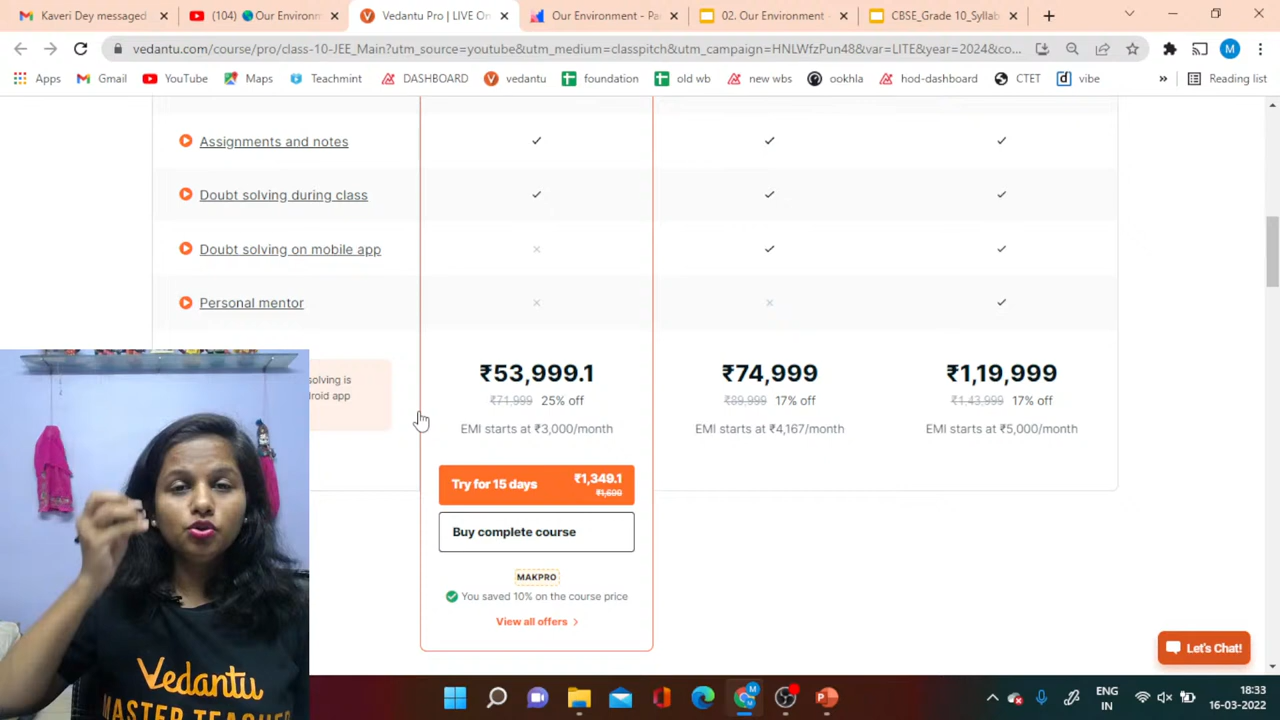 Kaveri Dey messaged
(104) Our Environm
Vedantu Pro | LIVE On
Our Environment - Pa
02. Our Environment -
CBSE_Grade 10_Syllab
vedantu.com/course/pro/class-10-JEE_Main?utm_source=youtube&utm_medium=classpitch&utm_campaign=HNLWfzPun48&var=LITE&year=2024&co...
M
Apps
Gmail
YouTube
Maps
Teachmint
DASHBOARD
vedantu
foundation
old wb
new wbs
ookhla
hod-dashboard
CTET
vibe
»
Reading list
Assignments and notes
Doubt solving during class
Doubt solving on mobile app
Personal mentor
solving is
droid app
₹53,999.1
₹71,999 25% off
EMI starts at ₹3,000/month
₹74,999
₹89,999 17% off
EMI starts at ₹4,167/month
₹1,19,999
₹1,43,999 17% off
EMI starts at ₹5,000/month
Try for 15 days ₹1,349.1
Buy complete course
MAKPRO
You saved 10% on the course price
View all offers >
Let's Chat!
Vedantu
MASTER TEACHER
ENG
IN
18:33
16-03-2022